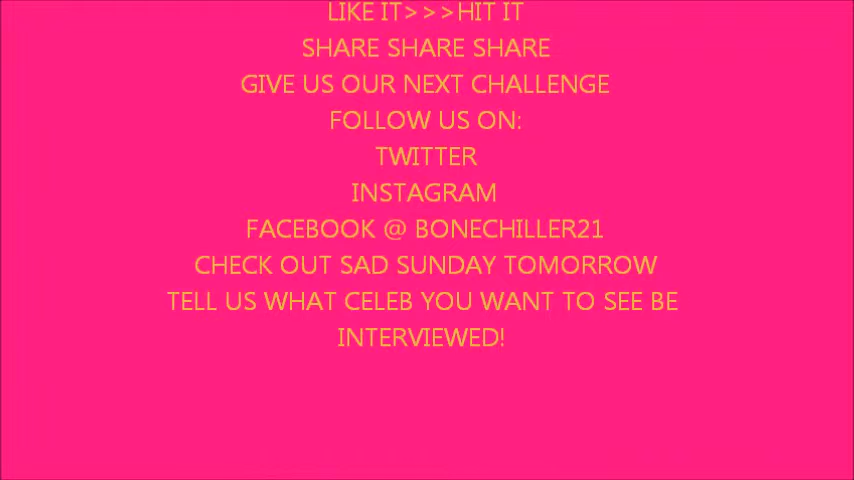 LIKE IT>>>HIT IT
SHARE SHARE SHARE
GIVE US OUR NEXT CHALLENGE
FOLLOW US ON:
TWITTER
INSTAGRAM
FACEBOOK @ BONECHILLER21
CHECK OUT SAD SUNDAY TOMORROW
TELL US WHAT CELEB YOU WANT TO SEE BE
INTERVIEWED!